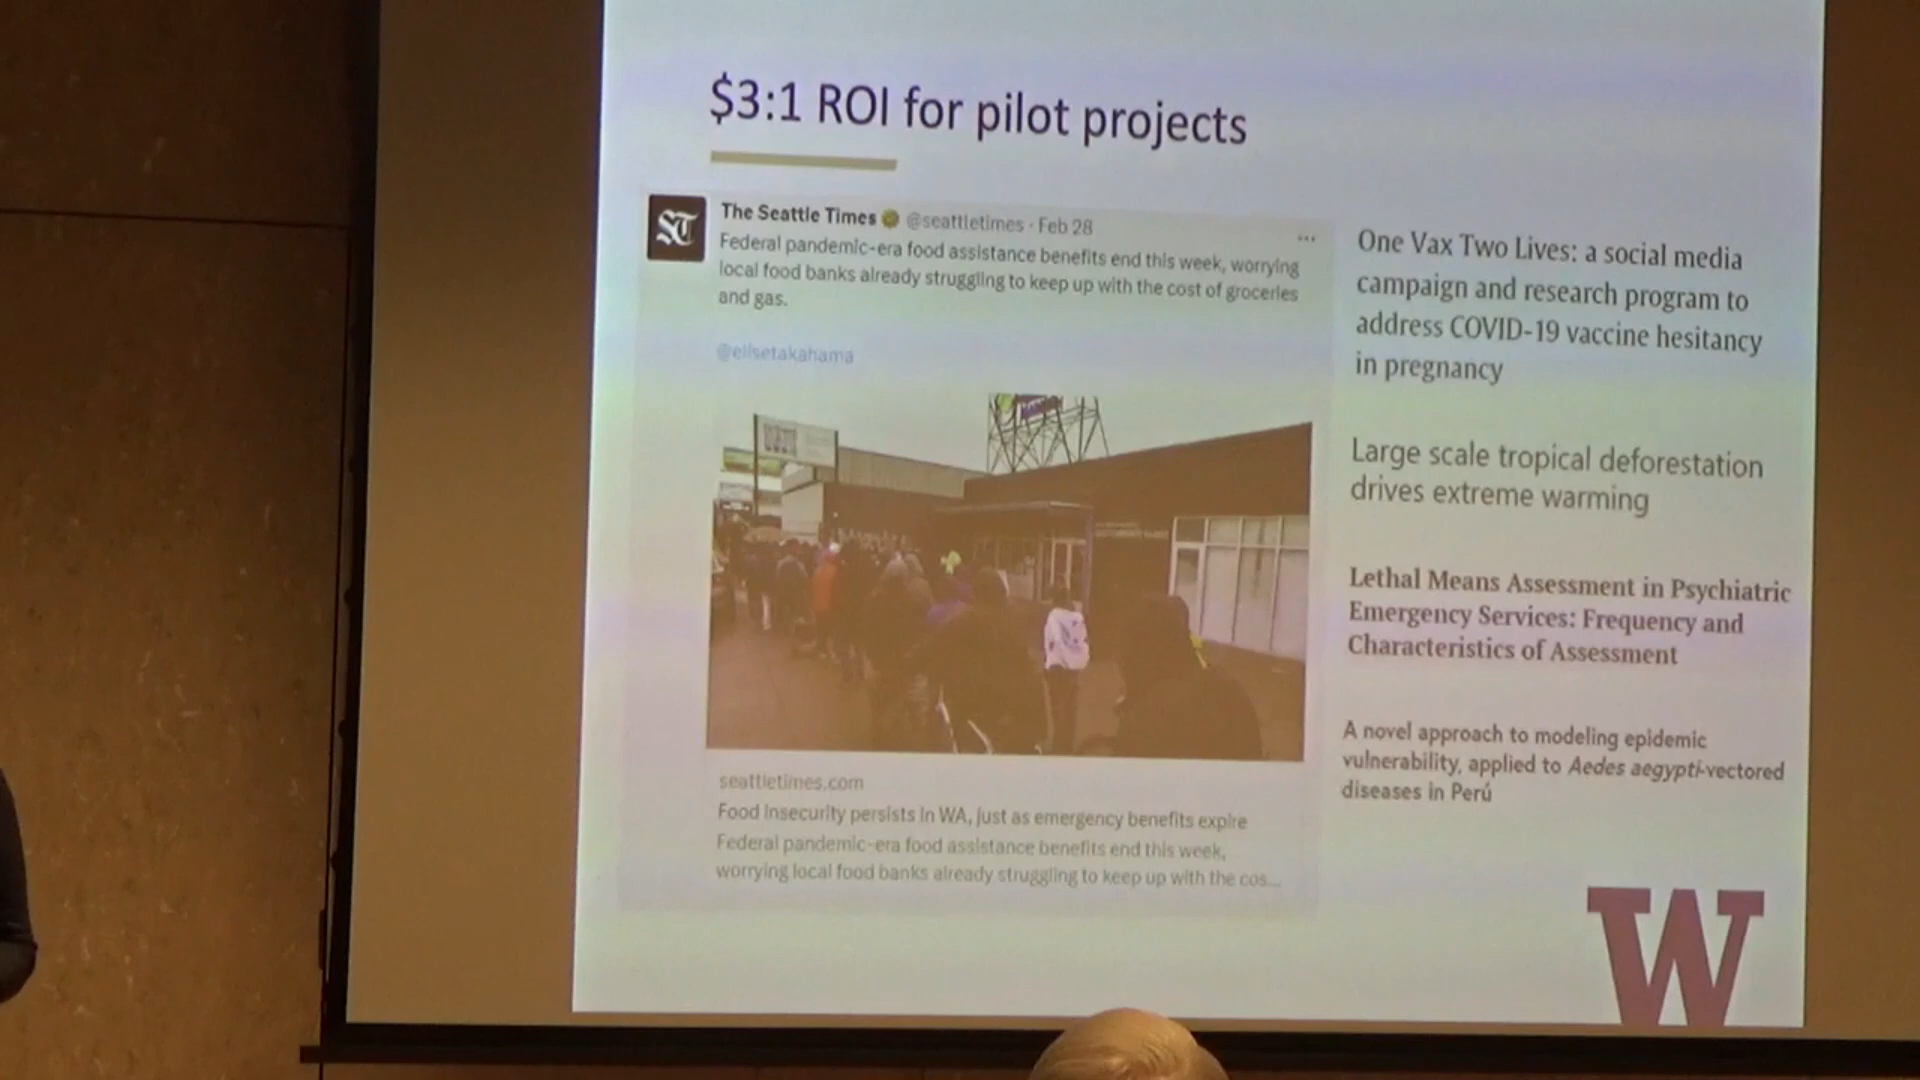 $3:1 ROI for pilot projects
ST
The Seattle Times @seattletimes · Feb 28
...
Federal pandemic-era food assistance benefits end this week, worrying
local food banks already struggling to keep up with the cost of groceries
and gas.
@elisetakahama
seattletimes.com
Food insecurity persists in WA, just as emergency benefits expire
Federal pandemic-era food assistance benefits end this week,
worrying local food banks already struggling to keep up with the cos...
One Vax Two Lives: a social media
campaign and research program to
address COVID-19 vaccine hesitancy
in pregnancy
Large scale tropical deforestation
drives extreme warming
Lethal Means Assessment in Psychiatric
Emergency Services: Frequency and
Characteristics of Assessment
A novel approach to modeling epidemic
vulnerability, applied to Aedes aegypti-vectored
diseases in Perú
W